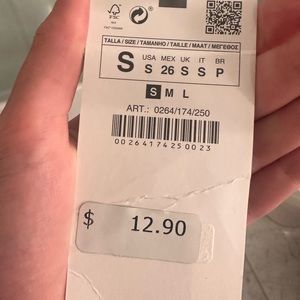 FSC
TALLA / SIZE / TAMANHO / TAILLE / MAAT / ΜΕΓΕΘΟΣ
S USA MEX UK IT BR
S 26 S S P
S M L
ART.: 0264/174/250
00264174250023
$ 12.90